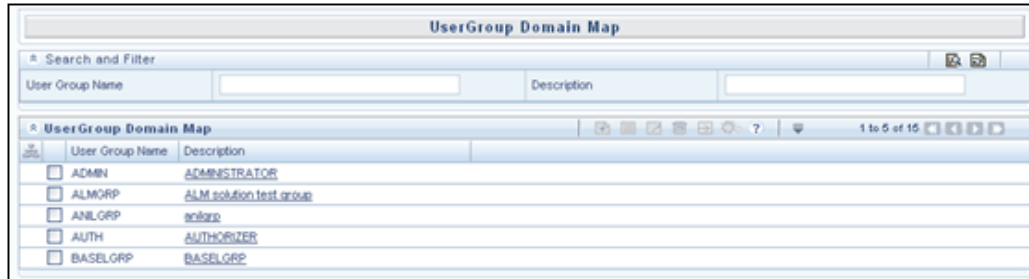 UserGroup Domain Map
Search and Filter
User Group Name Description
UserGroup Domain Map ? 1 to 5 of 15
User Group Name Description
ADMIN ADMINISTRATOR
ALMGRP ALM solution test group
ANILGRP anilgrp
AUTH AUTHORIZER
BASELGRP BASELGRP